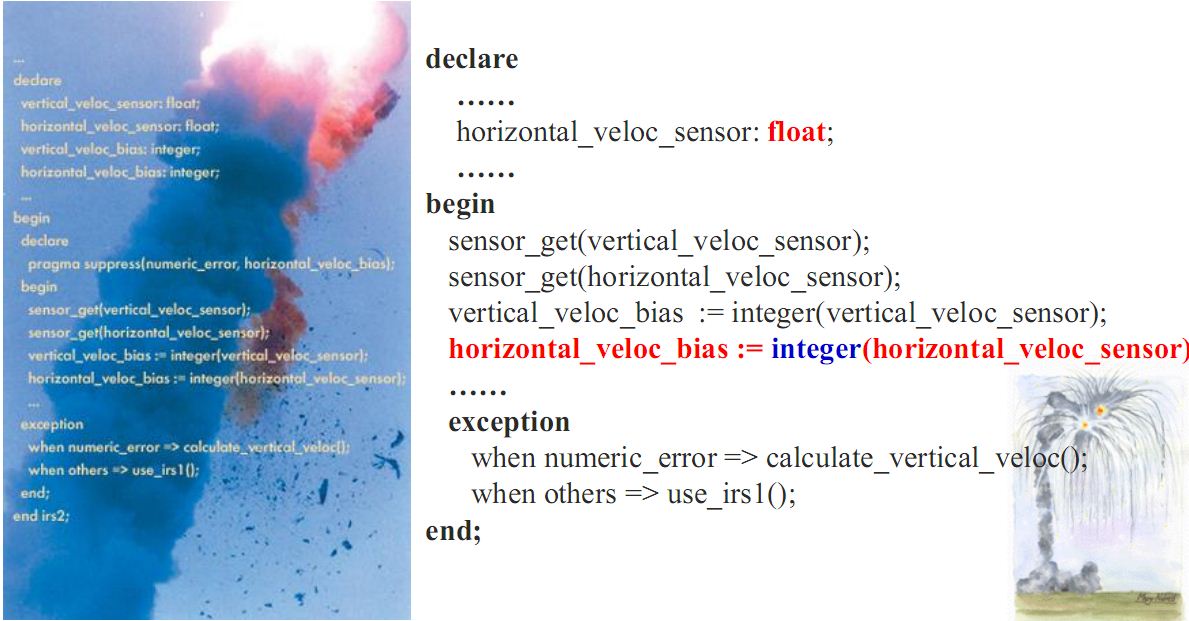 ...
declare
vertical_veloc_sensor: float;
horizontal_veloc_sensor: float;
vertical_veloc_bias: integer;
horizontal_veloc_bias: integer;
...
begin
declare
pragma suppress(numeric_error, horizontal_veloc_bias);
begin
sensor_get(vertical_veloc_sensor);
sensor_get(horizontal_veloc_sensor);
vertical_veloc_bias := integer(vertical_veloc_sensor);
horizontal_veloc_bias := integer(horizontal_veloc_sensor);
...
exception
when numeric_error => calculate_vertical_veloc();
when others => use_irs1();
end;
end irs2;
declare
……
horizontal_veloc_sensor: float;
……
begin
sensor_get(vertical_veloc_sensor);
sensor_get(horizontal_veloc_sensor);
vertical_veloc_bias := integer(vertical_veloc_sensor);
horizontal_veloc_bias := integer(horizontal_veloc_sensor)
……
exception
when numeric_error => calculate_vertical_veloc();
when others => use_irs1();
end;